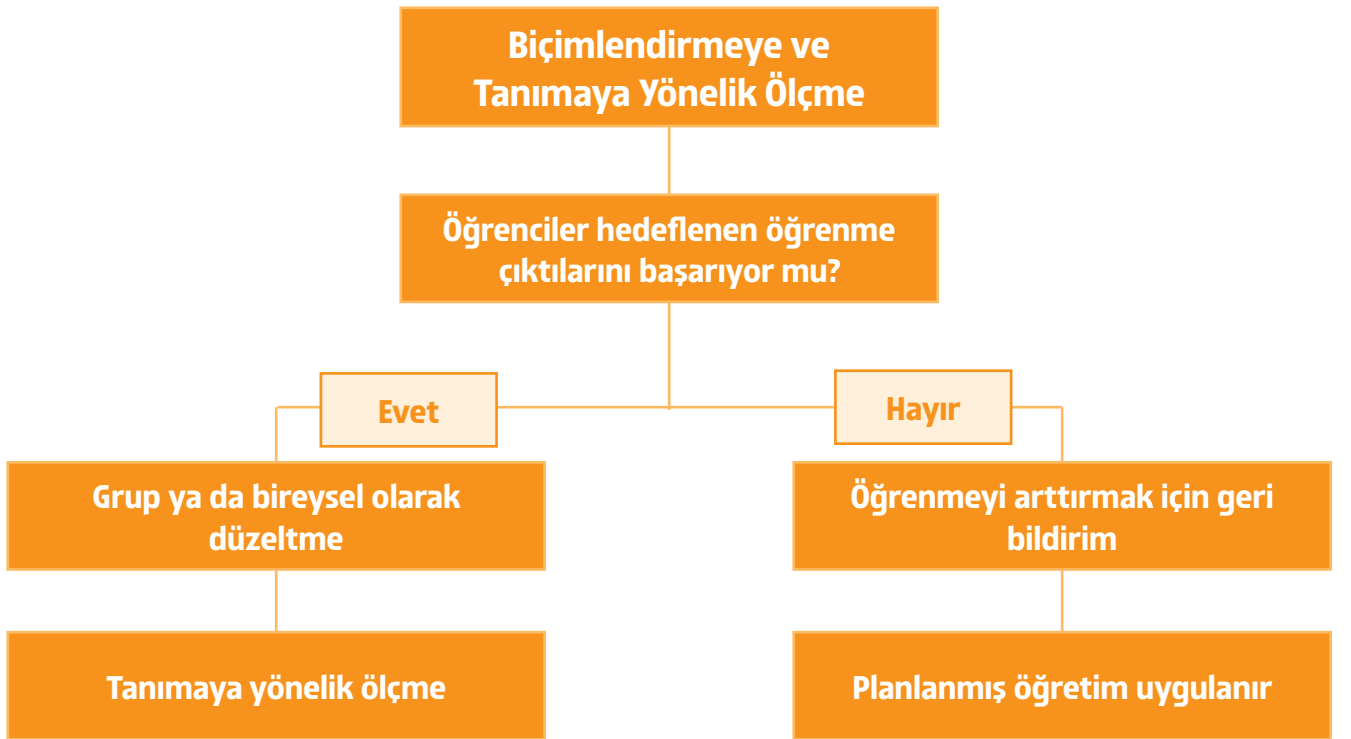 Biçimlendirmeye ve
Tanımaya Yönelik Ölçme
Öğrenciler hedeflenen öğrenme
çıktılarını başarıyor mu?
Evet
Hayır
Grup ya da bireysel olarak
düzeltme
Öğrenmeyi arttırmak için geri
bildirim
Tanımaya yönelik ölçme
Planlanmış öğretim uygulanır